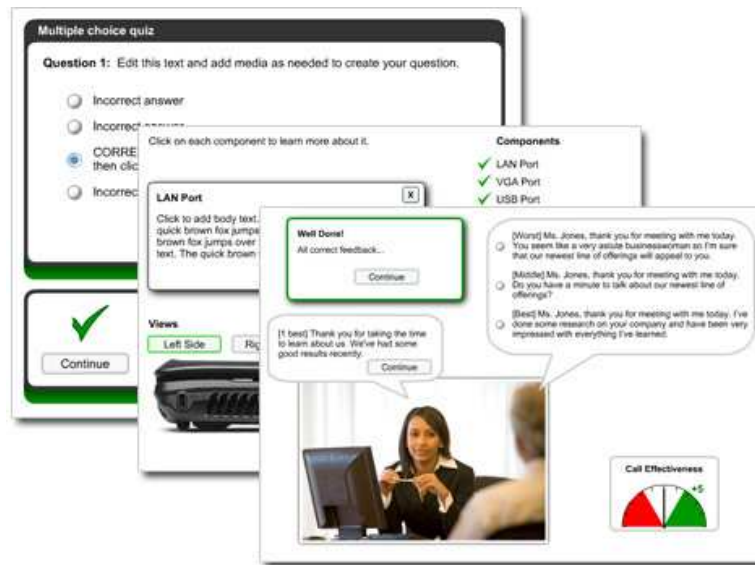 Multiple choice quiz
Question 1: Edit this text and add media as needed to create your question.
Incorrect answer
Incorrect answer
CORRE
then clic
Incorrec
Continue
Click on each component to learn more about it.
Components
LAN Port
VGA Port
USB Port
LAN Port
X
Click to add body text.
quick brown fox jumps
brown fox jumps over
text. The quick brown
Views
Left Side
Rig
Well Done!
All correct feedback...
Continue
[Worst] Ms. Jones, thank you for meeting with me today.
You seem like a very astute businesswoman so I'm sure
that our newest line of offerings will appeal to you.
[Middle] Ms. Jones, thank you for meeting with me today.
Do you have a minute to talk about our newest line of
offerings?
[Best] Ms. Jones, thank you for meeting with me today. I've
done some research on your company and have been very
impressed with everything I've learned.
[1 best] Thank you for taking the time
to learn about us. We've had some
good results recently.
Continue
Call Effectiveness
+5